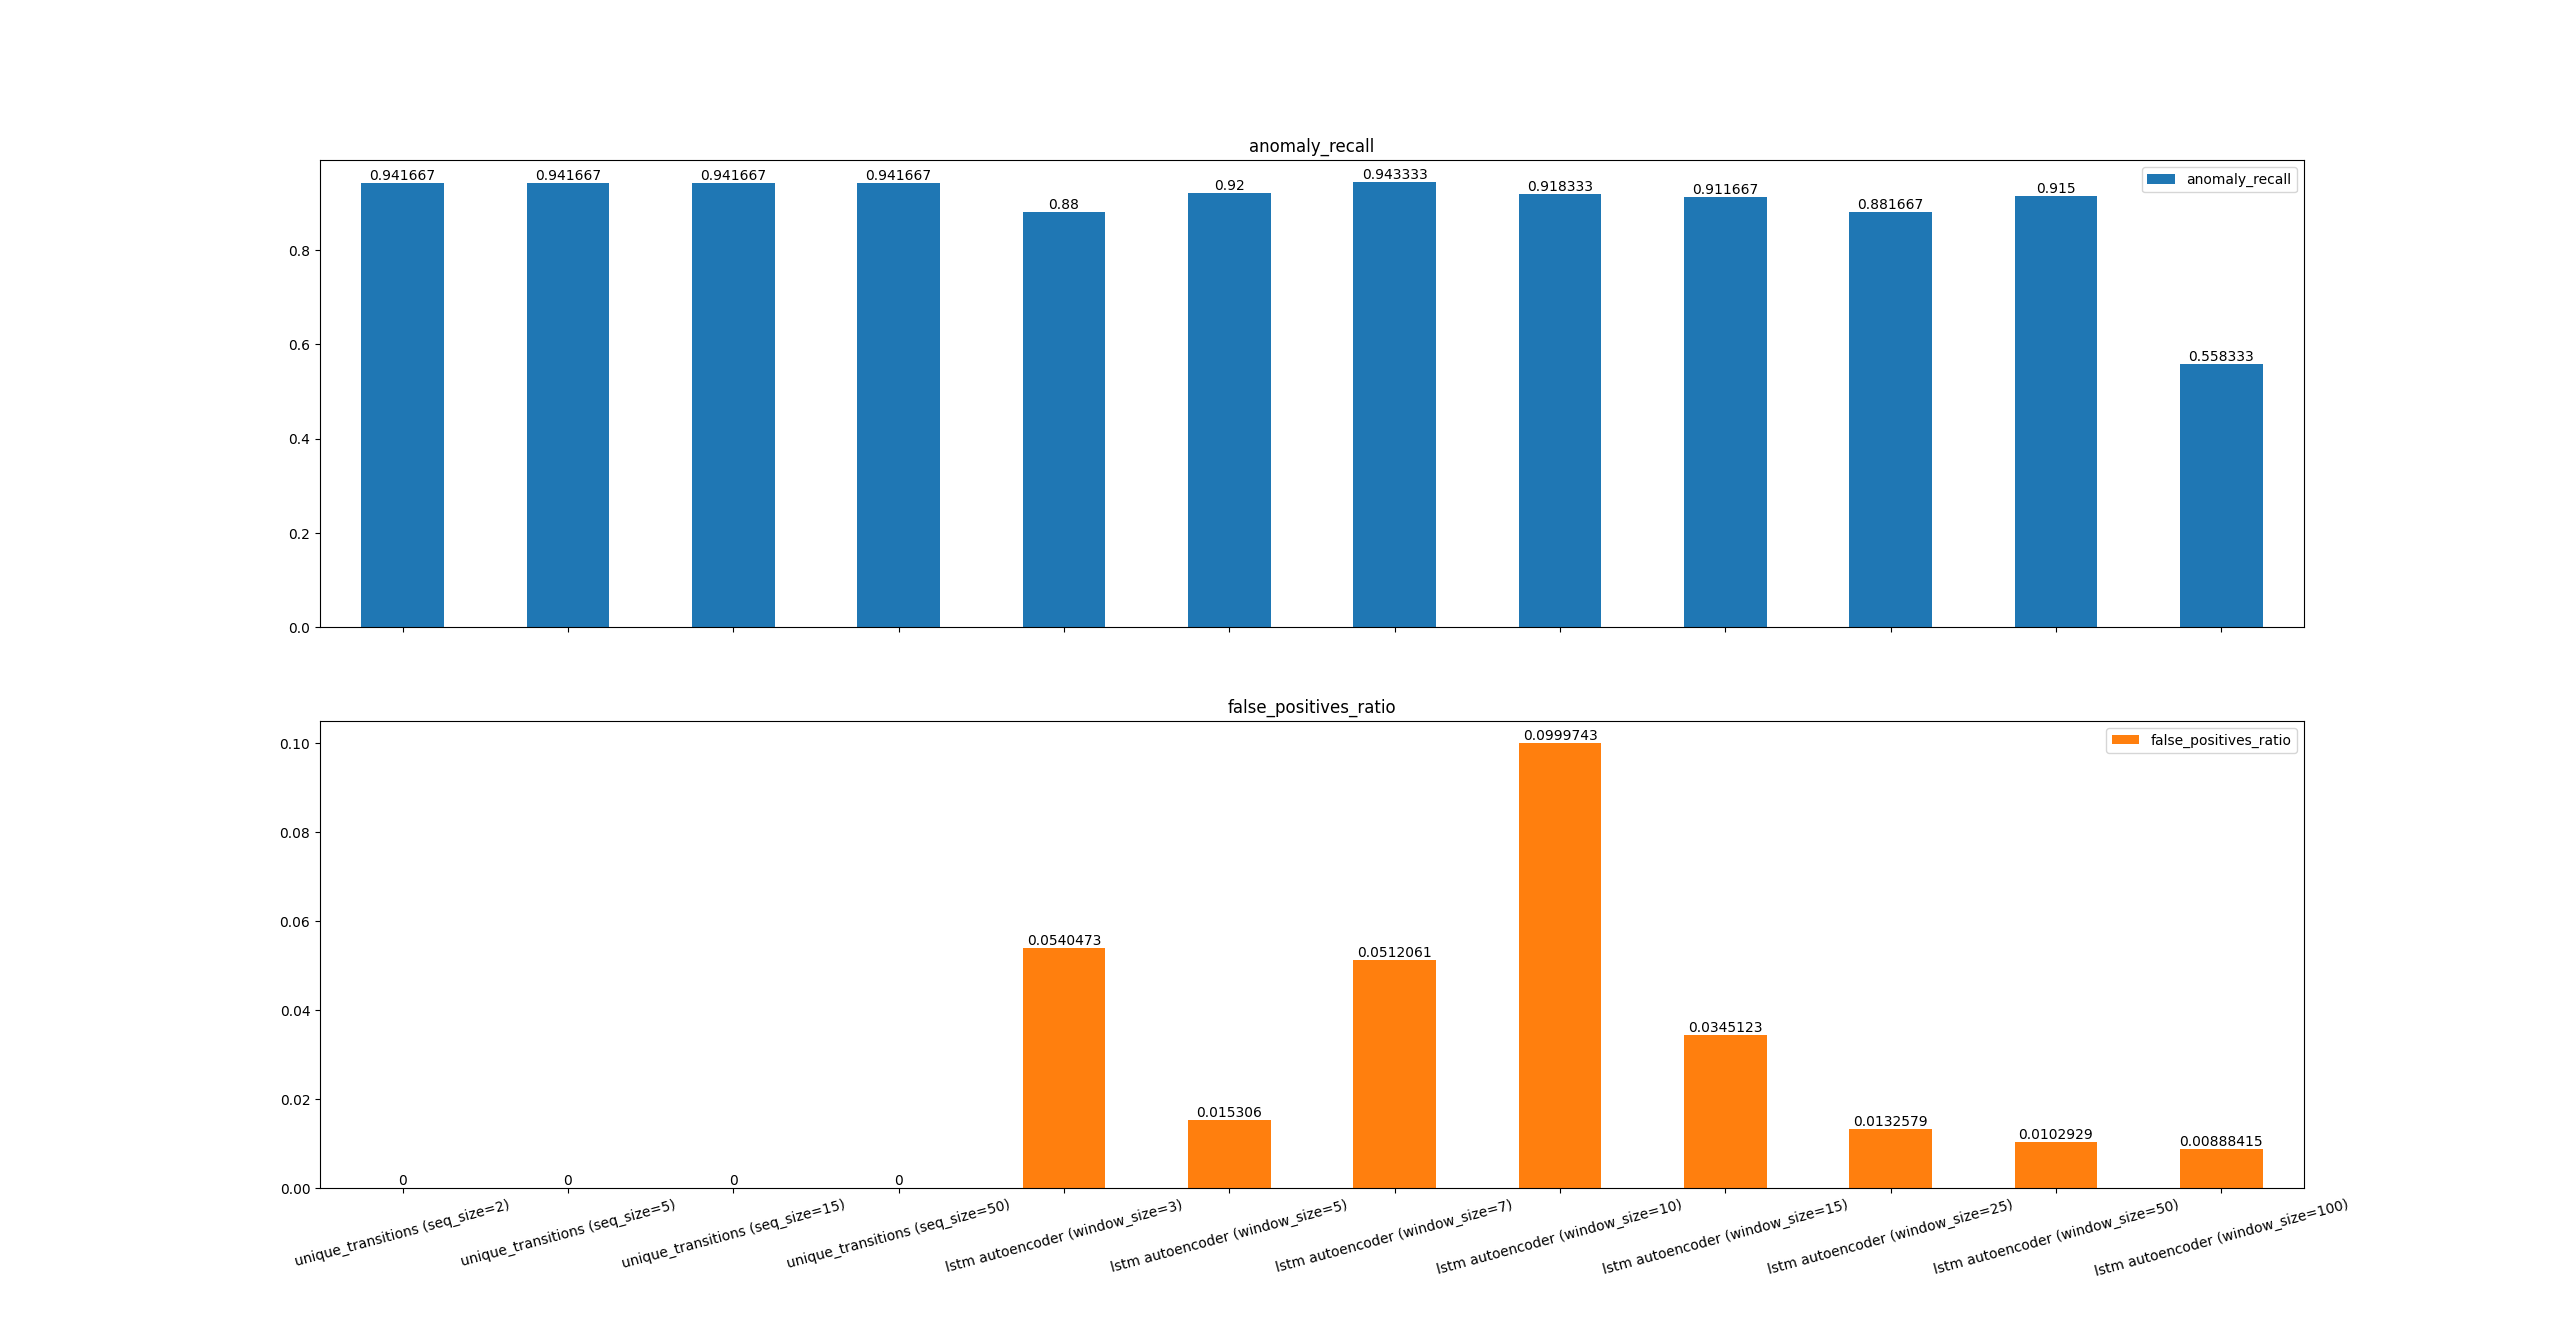 anomaly_recall
anomaly_recall
0.941667
0.941667
0.941667
0.941667
0.88
0.92
0.943333
0.918333
0.911667
0.881667
0.915
0.558333
0.8
0.6
0.4
0.2
0.0
false_positives_ratio
false_positives_ratio
0
0
0
0
0.0540473
0.015306
0.0512061
0.0999743
0.0345123
0.0132579
0.0102929
0.00888415
0.10
0.08
0.06
0.04
0.02
0.00
unique_transitions (seq_size=2)
unique_transitions (seq_size=5)
unique_transitions (seq_size=15)
unique_transitions (seq_size=50)
lstm autoencoder (window_size=3)
lstm autoencoder (window_size=5)
lstm autoencoder (window_size=7)
lstm autoencoder (window_size=10)
lstm autoencoder (window_size=15)
lstm autoencoder (window_size=25)
lstm autoencoder (window_size=50)
lstm autoencoder (window_size=100)